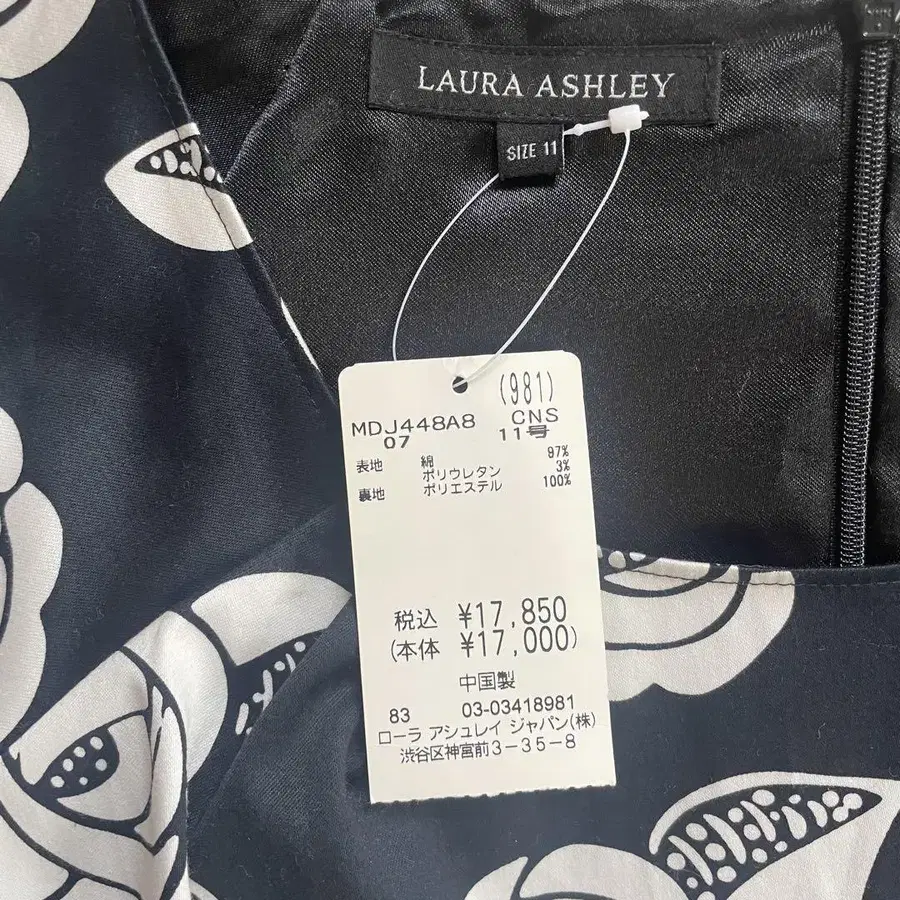 LAURA ASHLEY
SIZE 11
(981)
MDJ448A8 CNS
07 11号
表地 綿 97%
ポリウレタン 3%
裏地 ポリエステル 100%
税込 ¥17,850
(本体 ¥17,000)
中国製
83 03-03418981
ローラ アシュレイ ジャパン(株)
渋谷区神宮前3-35-8